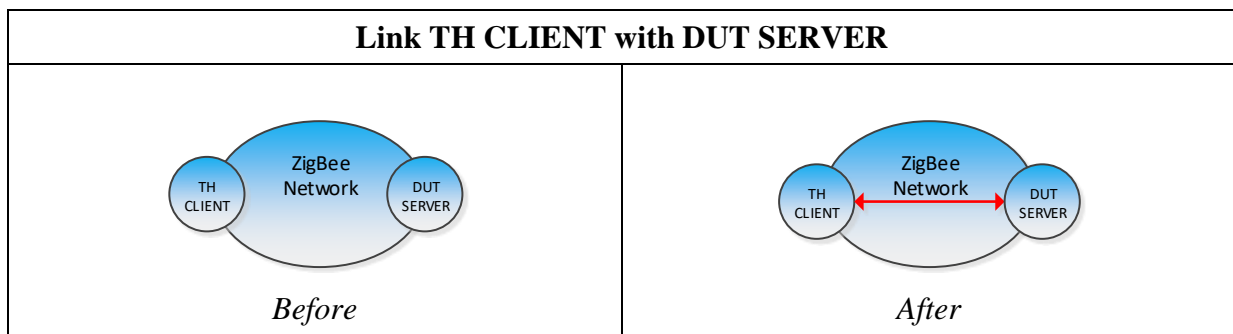 Link TH CLIENT with DUT SERVER
ZigBee
Network
TH
CLIENT
DUT
SERVER
Before
ZigBee
Network
TH
CLIENT
DUT
SERVER
After